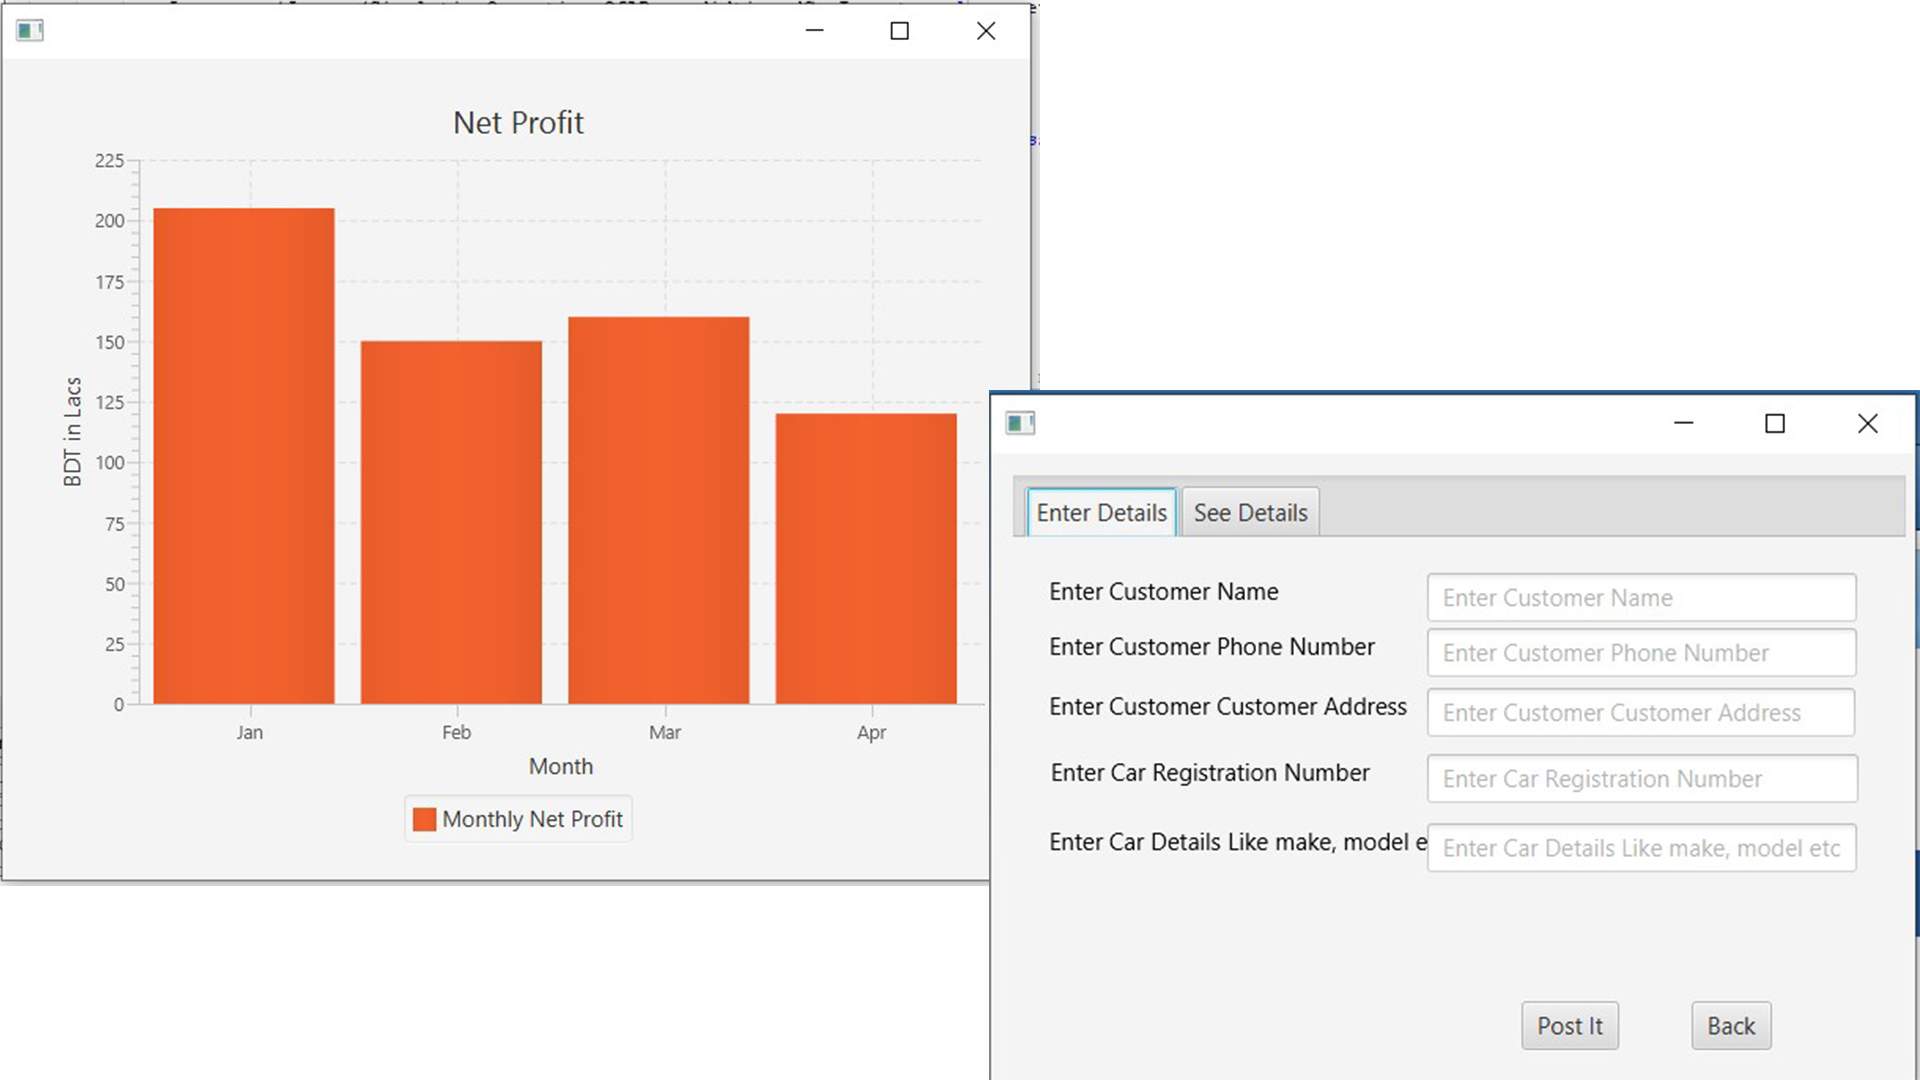 Net Profit
225
200
175
150
125
100
75
50
25
0
BDT in Lacs
Jan Feb Mar Apr
Month
Monthly Net Profit
Enter Details See Details
Enter Customer Name Enter Customer Name
Enter Customer Phone Number Enter Customer Phone Number
Enter Customer Customer Address Enter Customer Customer Address
Enter Car Registration Number Enter Car Registration Number
Enter Car Details Like make, model e Enter Car Details Like make, model etc
Post It Back